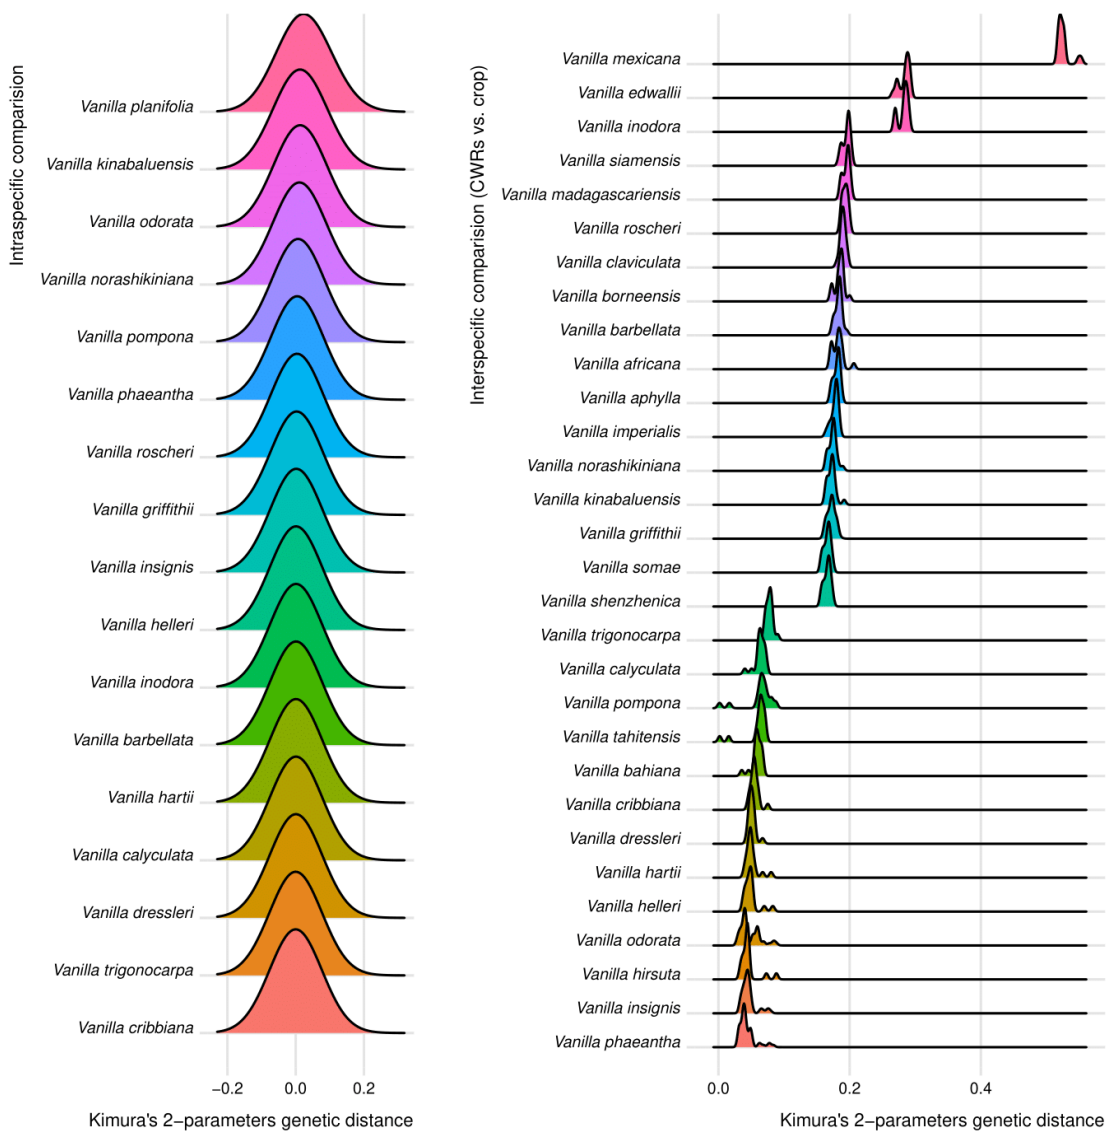 Intraspecific comparision
Vanilla planifolia
Vanilla kinabaluensis
Vanilla odorata
Vanilla norashikiniana
Vanilla pompona
Vanilla phaeantha
Vanilla roscheri
Vanilla griffithii
Vanilla insignis
Vanilla helleri
Vanilla inodora
Vanilla barbellata
Vanilla hartii
Vanilla calyculata
Vanilla dressleri
Vanilla trigonocarpa
Vanilla cribbiana
−0.2 0.0 0.2
Kimura's 2−parameters genetic distance
Interspecific comparision (CWRs vs. crop)
Vanilla mexicana
Vanilla edwallii
Vanilla inodora
Vanilla siamensis
Vanilla madagascariensis
Vanilla roscheri
Vanilla claviculata
Vanilla borneensis
Vanilla barbellata
Vanilla africana
Vanilla aphylla
Vanilla imperialis
Vanilla norashikiniana
Vanilla kinabaluensis
Vanilla griffithii
Vanilla somae
Vanilla shenzhenica
Vanilla trigonocarpa
Vanilla calyculata
Vanilla pompona
Vanilla tahitensis
Vanilla bahiana
Vanilla cribbiana
Vanilla dressleri
Vanilla hartii
Vanilla helleri
Vanilla odorata
Vanilla hirsuta
Vanilla insignis
Vanilla phaeantha
0.0 0.2 0.4
Kimura's 2−parameters genetic distance